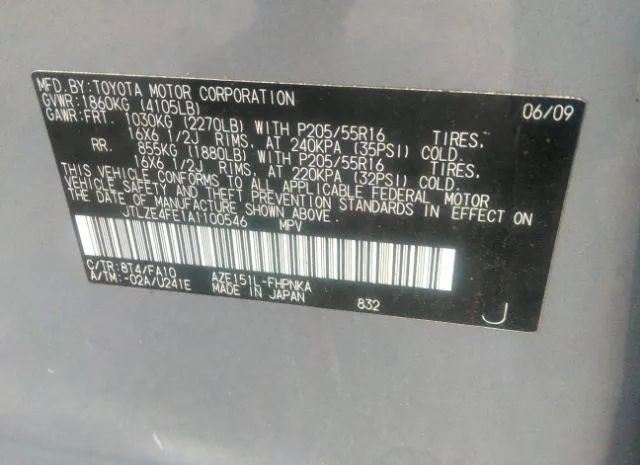 MFD.BY:TOYOTA MOTOR CORPORATION 06/09
GVWR:1860KG (4105LB)
GAWR:FRT 1030KG (2270LB) WITH P205/55R16 TIRES.
16X6 1/2J RIMS, AT 240KPA (35PSI) COLD.
RR. 855KG (1880LB) WITH P205/55R16 TIRES.
16X6 1/2J RIMS, AT 220KPA (32PSI) COLD.
THIS VEHICLE CONFORMS TO ALL APPLICABLE FEDERAL MOTOR
VEHICLE SAFETY AND THEFT PREVENTION STANDARDS IN EFFECT ON
THE DATE OF MANUFACTURE SHOWN ABOVE.
JTLZE4FE1A1100546 MPV
C/TR:8T4/FA10 AZE151L-FHPNKA
A/TM:-02A/U241E MADE IN JAPAN 832 J